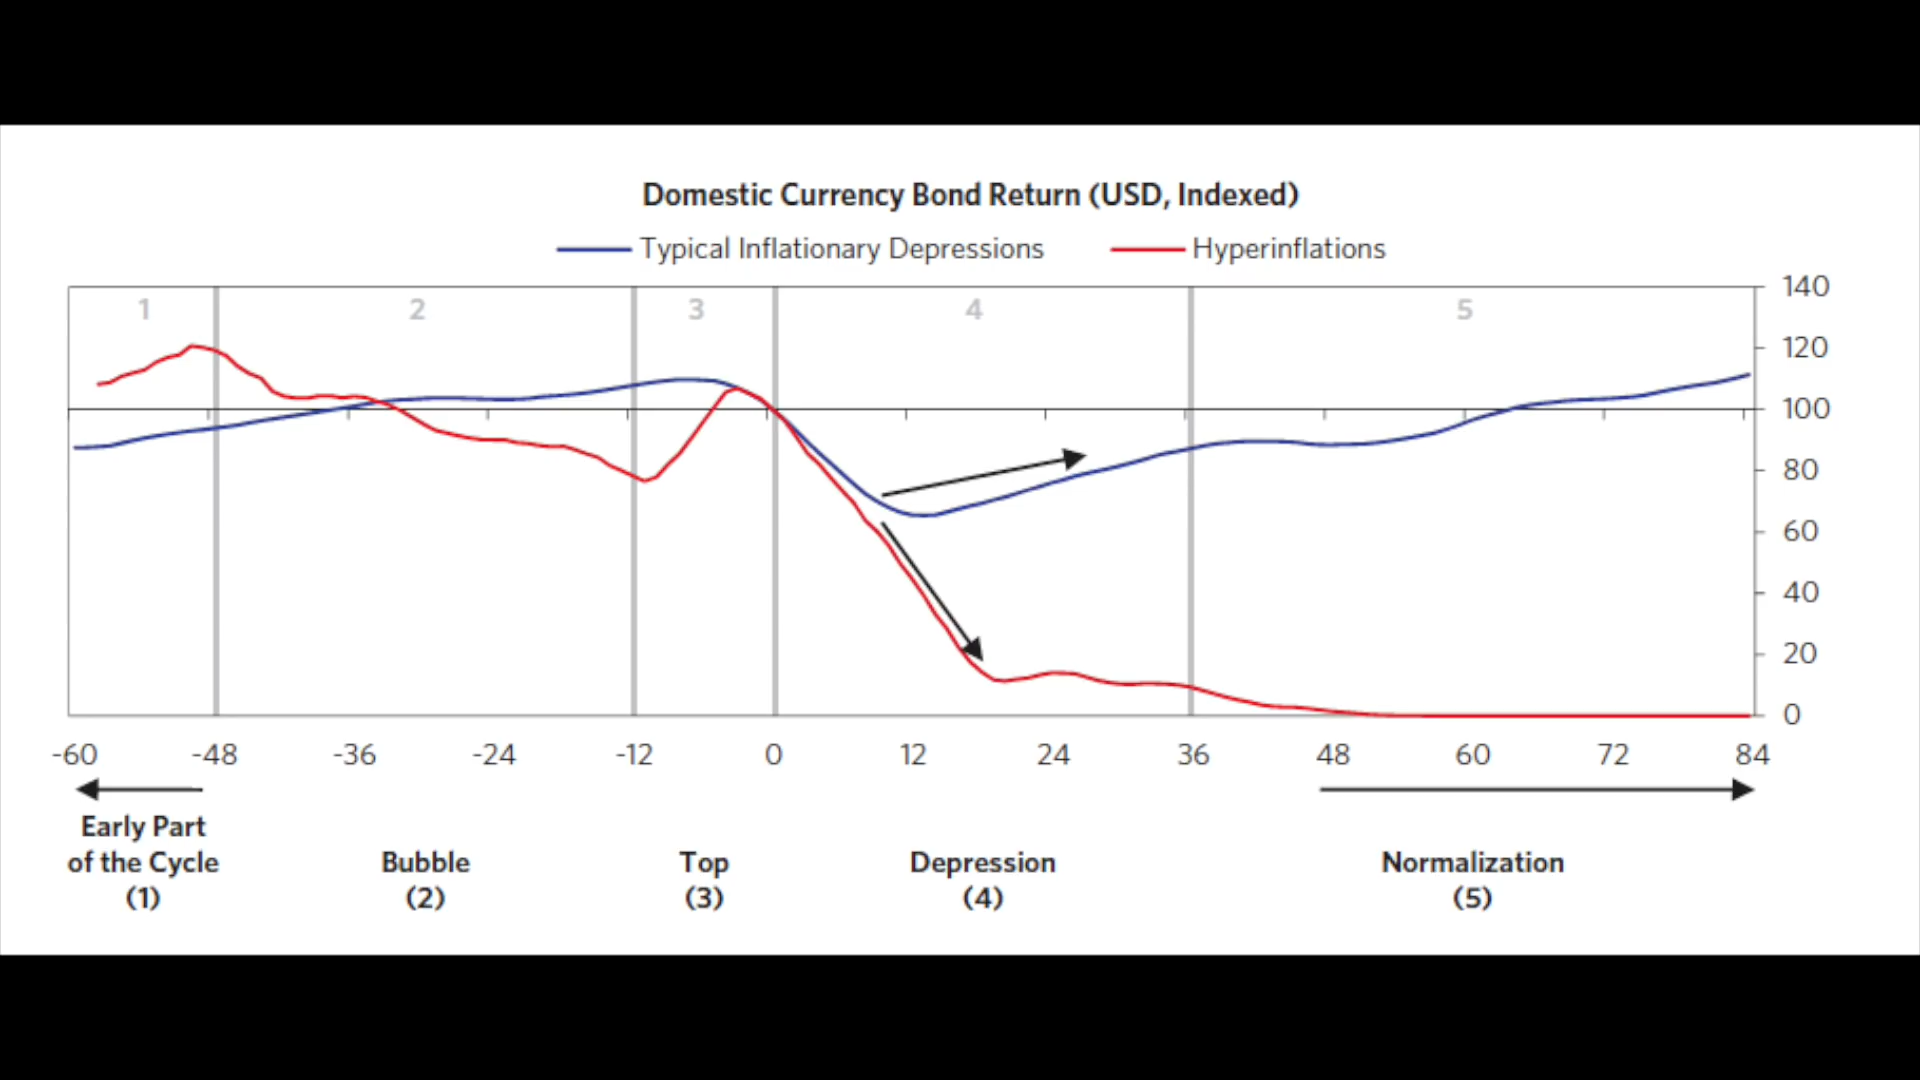 Domestic Currency Bond Return (USD, Indexed)
Typical Inflationary Depressions Hyperinflations
1 2 3 4 5
140
120
100
80
60
40
20
0
-60 -48 -36 -24 -12 0 12 24 36 48 60 72 84
Early Part
of the Cycle Bubble Top Depression Normalization
(1) (2) (3) (4) (5)